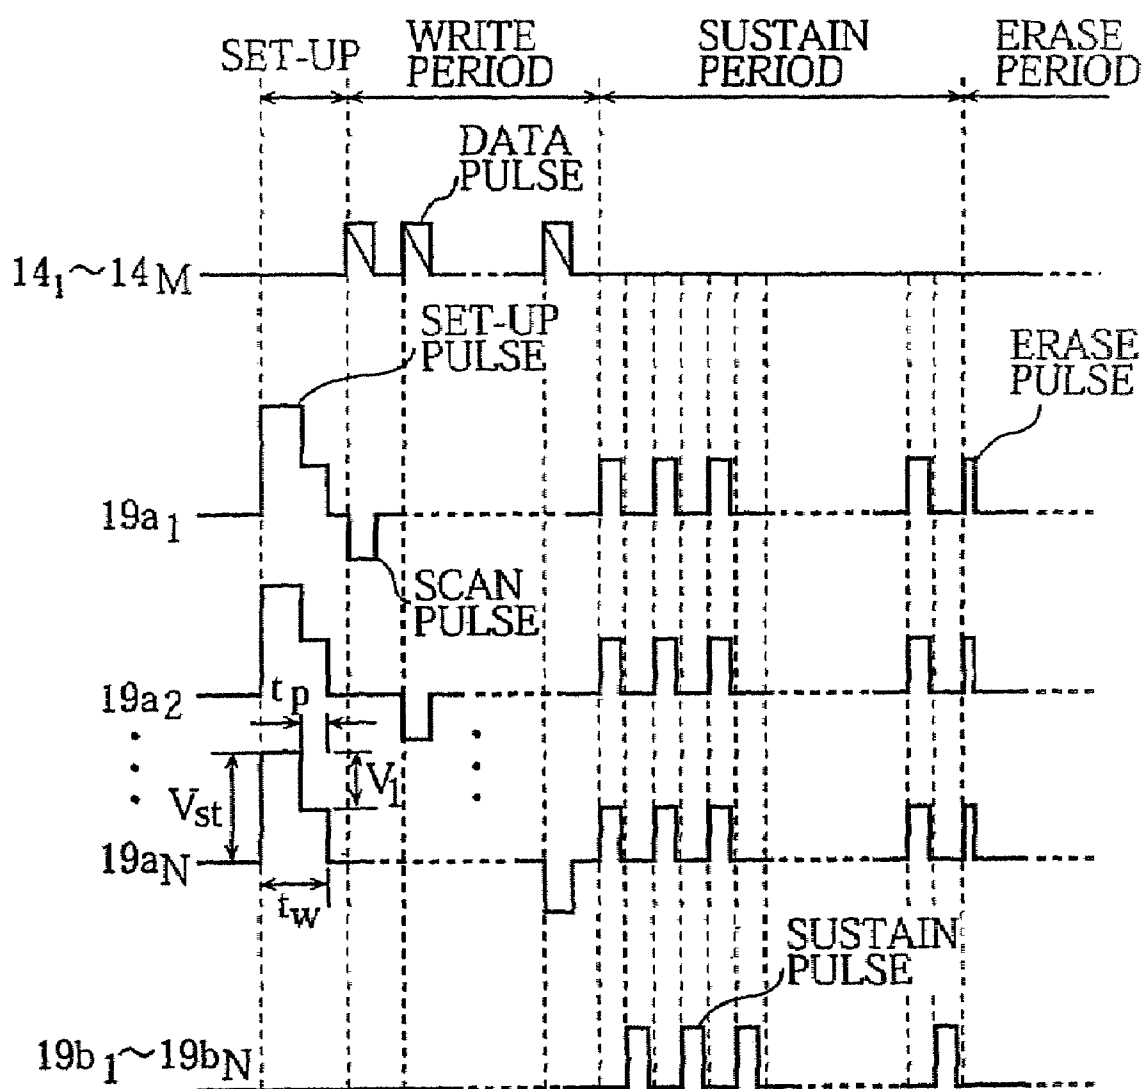 SET-UP
WRITE
PERIOD
SUSTAIN
PERIOD
ERASE
PERIOD
DATA
PULSE
14₁~14M
SET-UP
PULSE
ERASE
PULSE
19a₁
SCAN
PULSE
19a₂
tp
Vst
V₁
19aN
tw
SUSTAIN
PULSE
19b₁~19bN